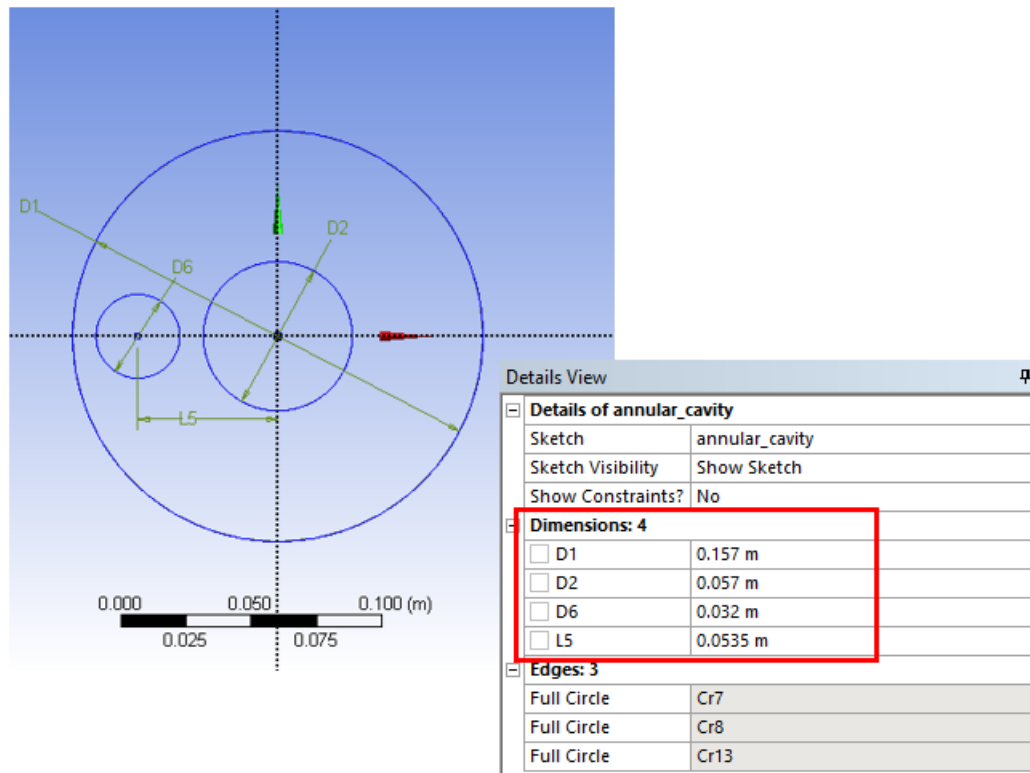 D1
D2
D6
L5
0.000 0.050 0.100 (m)
0.025 0.075
Details View
Details of annular_cavity
Sketch annular_cavity
Sketch Visibility Show Sketch
Show Constraints? No
Dimensions: 4
D1 0.157 m
D2 0.057 m
D6 0.032 m
L5 0.0535 m
Edges: 3
Full Circle Cr7
Full Circle Cr8
Full Circle Cr13